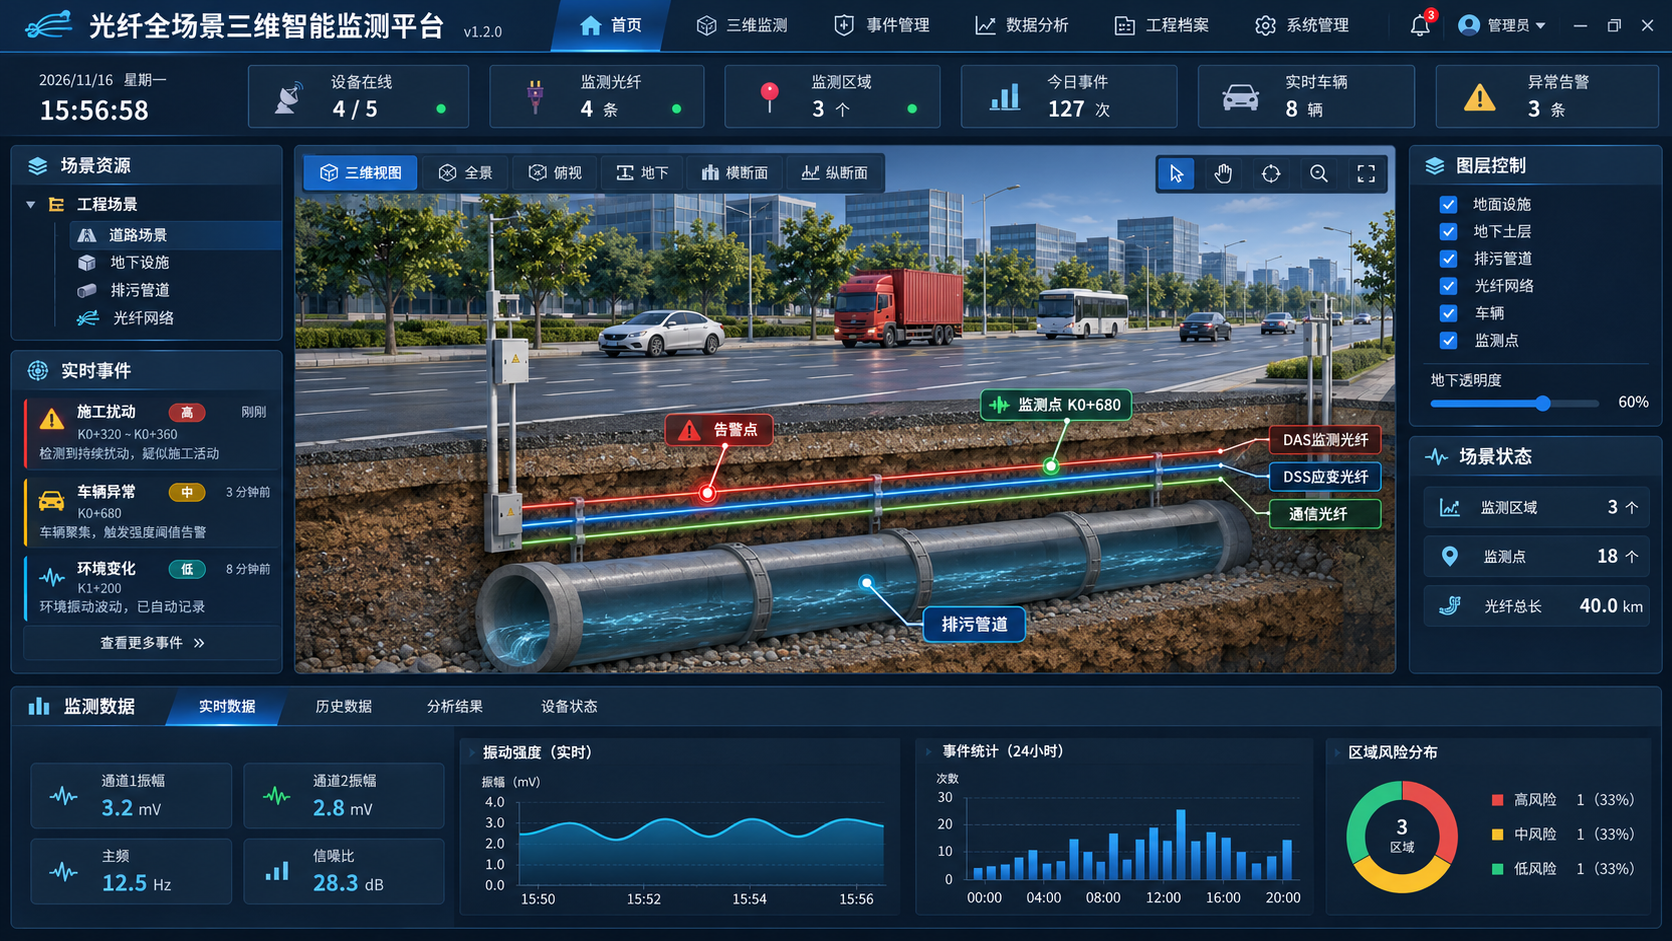 光纤全场景三维智能监测平台 v1.2.0
首页 三维监测 事件管理 数据分析 工程档案 系统管理 3 管理员
2026/11/16 星期一
15:56:58
设备在线
4 / 5
监测光纤
4 条
监测区域
3 个
今日事件
127 次
实时车辆
8 辆
异常告警
3 条
场景资源
工程场景
道路场景
地下设施
排污管道
光纤网络
实时事件
施工扰动 高 刚刚
K0+320 ~ K0+360
检测到持续扰动，疑似施工活动
车辆异常 中 3 分钟前
K0+680
车辆聚集，触发强度阈值告警
环境变化 低 8 分钟前
K1+200
环境振动波动，已自动记录
查看更多事件 »
三维视图 全景 俯视 地下 横断面 纵断面
告警点
监测点 K0+680
DAS监测光纤
DSS应变光纤
通信光纤
排污管道
图层控制
地面设施
地下土层
排污管道
光纤网络
车辆
监测点
地下透明度
60%
场景状态
监测区域 3 个
监测点 18 个
光纤总长 40.0 km
监测数据 实时数据 历史数据 分析结果 设备状态
通道1振幅
3.2 mV
通道2振幅
2.8 mV
主频
12.5 Hz
信噪比
28.3 dB
振动强度（实时）
振幅（mV）
4.0
3.0
2.0
1.0
0.0
15:50 15:52 15:54 15:56
事件统计（24小时）
次数
30
20
10
0
00:00 04:00 08:00 12:00 16:00 20:00
区域风险分布
3
区域
高风险 1（33%）
中风险 1（33%）
低风险 1（33%）